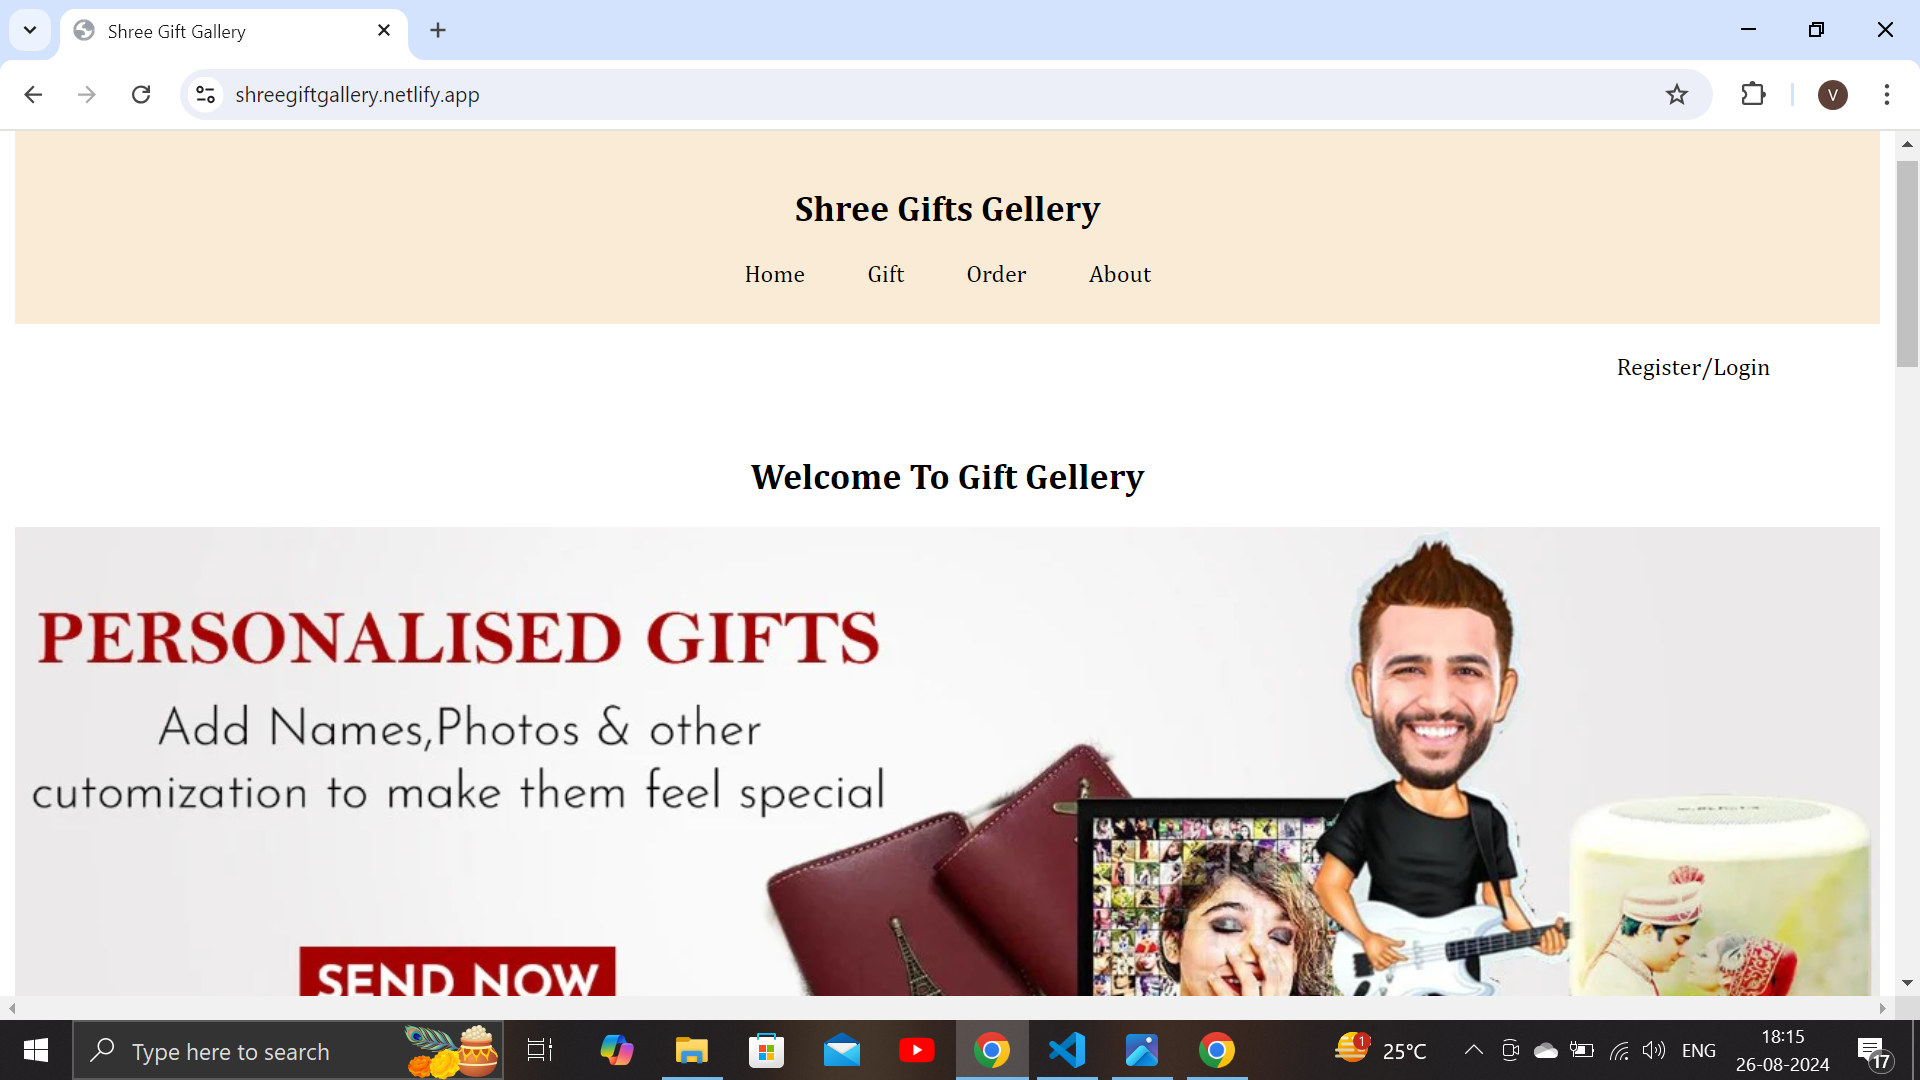 Shree Gift Gallery
shreegiftgallery.netlify.app
V
Shree Gifts Gellery
Home Gift Order About
Register/Login
Welcome To Gift Gellery
PERSONALISED GIFTS
Add Names,Photos & other
cutomization to make them feel special
SEND NOW
Type here to search
1
25°C
ENG
18:15
26-08-2024
17